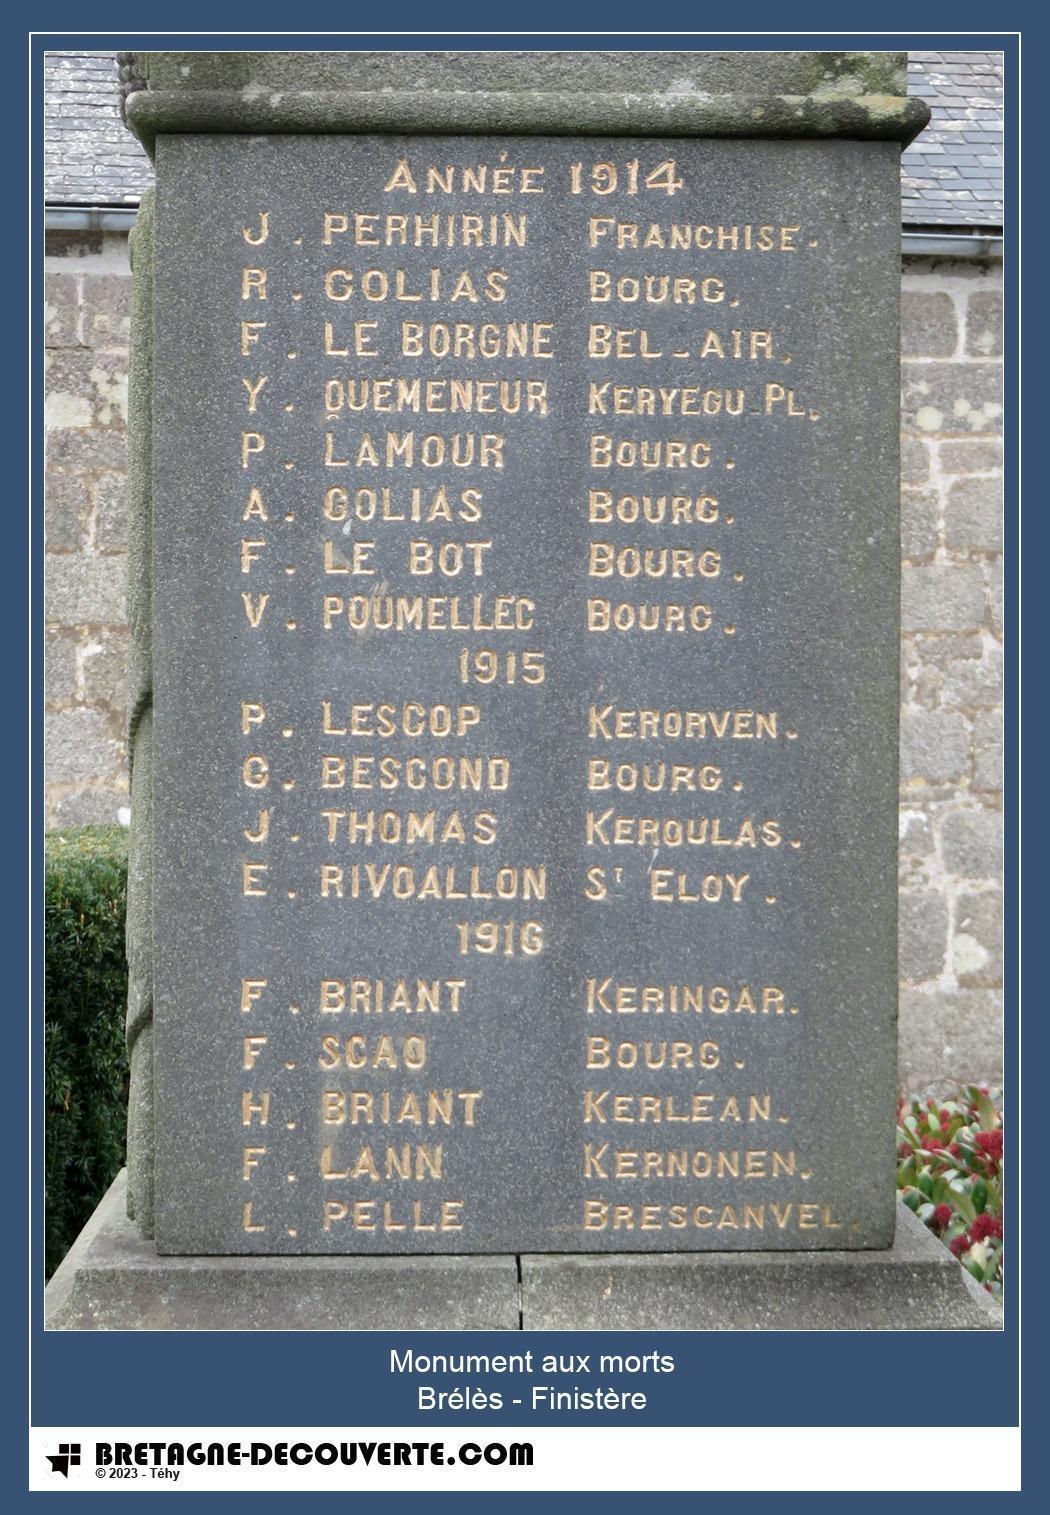 ANNÉE 1914
J. PERHIRIN FRANCHISE.
R. GOLIAS BOURG.
F. LE BORGNE BEL-AIR.
Y. QUEMENEUR KERYEGU-PL.
P. LAMOUR BOURG.
A. GOLIAS BOURG.
F. LE BOT BOURG.
V. POUMELLEC BOURG.
1915
P. LESCOP KERORVEN.
G. BESCOND BOURG.
J. THOMAS KEROULAS.
E. RIVOALLON ST ELOY.
1916
F. BRIANT KERINGAR.
F. SCAO BOURG.
H. BRIANT KERLEAN.
F. LANN KERNONEN.
L. PELLE BRESCANVEL.
Monument aux morts
Brélès - Finistère
BRETAGNE-DECOUVERTE.COM
© 2023 - Téhy